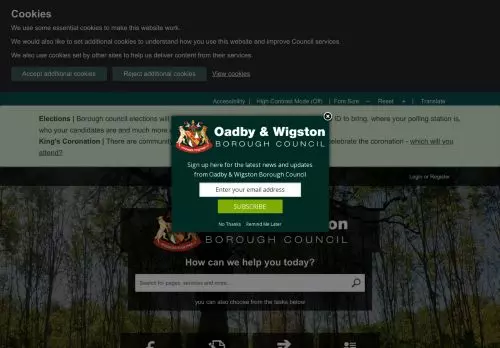 Cookies
We use some essential cookies to make this website work.
We would also like to set additional cookies to understand how you use this website and improve Council services.
We also use cookies set by other sites to help us deliver content from their services.
Accept additional cookies Reject additional cookies View cookies
Accessibility | High Contrast Mode (Off) | Font Size: − Reset + | Translate
Elections | Borough council elections will ID to bring, where your polling station is,
who your candidates are and much more
King's Coronation | There are communit celebrate the coronation - which will you
attend?
Login or Register
Oadby & Wigston
BOROUGH COUNCIL
Sign up here for the latest news and updates
from Oadby & Wigston Borough Council
Enter your email address
SUBSCRIBE
No Thanks Remind Me Later
Wigston
BOROUGH COUNCIL
How can we help you today?
Search for pages, services and more...
you can also choose from the tasks below